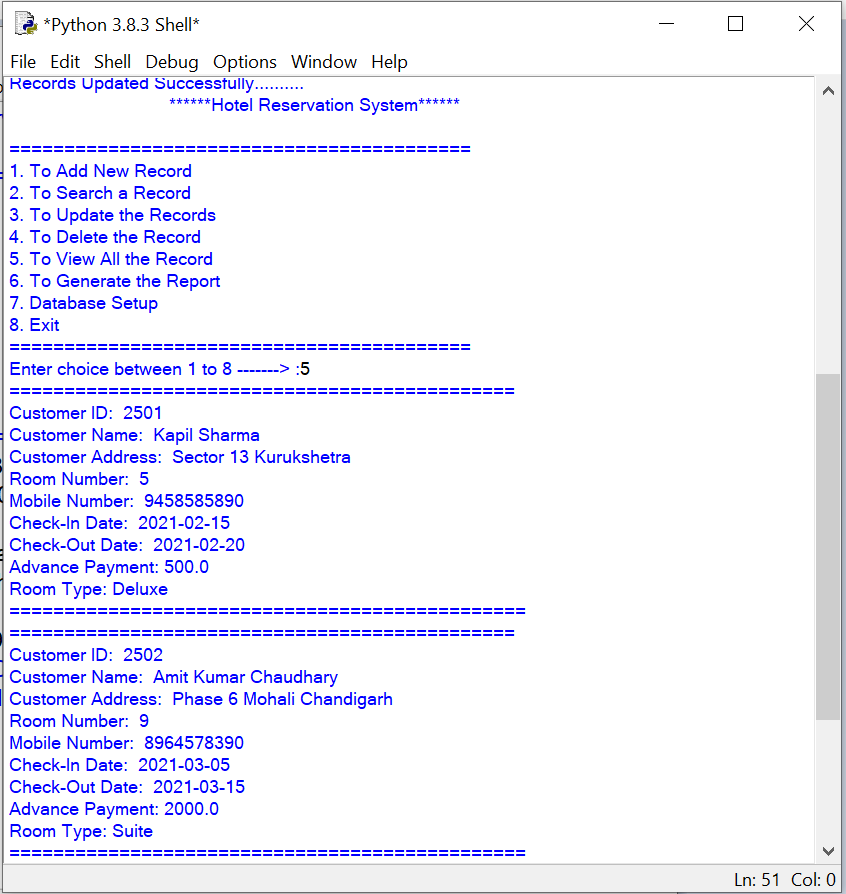 *Python 3.8.3 Shell*
File Edit Shell Debug Options Window Help
Records Updated Successfully..........
******Hotel Reservation System******
==========================================
1. To Add New Record
2. To Search a Record
3. To Update the Records
4. To Delete the Record
5. To View All the Record
6. To Generate the Report
7. Database Setup
8. Exit
==========================================
Enter choice between 1 to 8 -------> :5
==============================================
Customer ID:  2501
Customer Name:  Kapil Sharma
Customer Address:  Sector 13 Kurukshetra
Room Number:  5
Mobile Number:  9458585890
Check-In Date:  2021-02-15
Check-Out Date:  2021-02-20
Advance Payment: 500.0
Room Type: Deluxe
===============================================
==============================================
Customer ID:  2502
Customer Name:  Amit Kumar Chaudhary
Customer Address:  Phase 6 Mohali Chandigarh
Room Number:  9
Mobile Number:  8964578390
Check-In Date:  2021-03-05
Check-Out Date:  2021-03-15
Advance Payment: 2000.0
Room Type: Suite
===============================================
Ln: 51 Col: 0